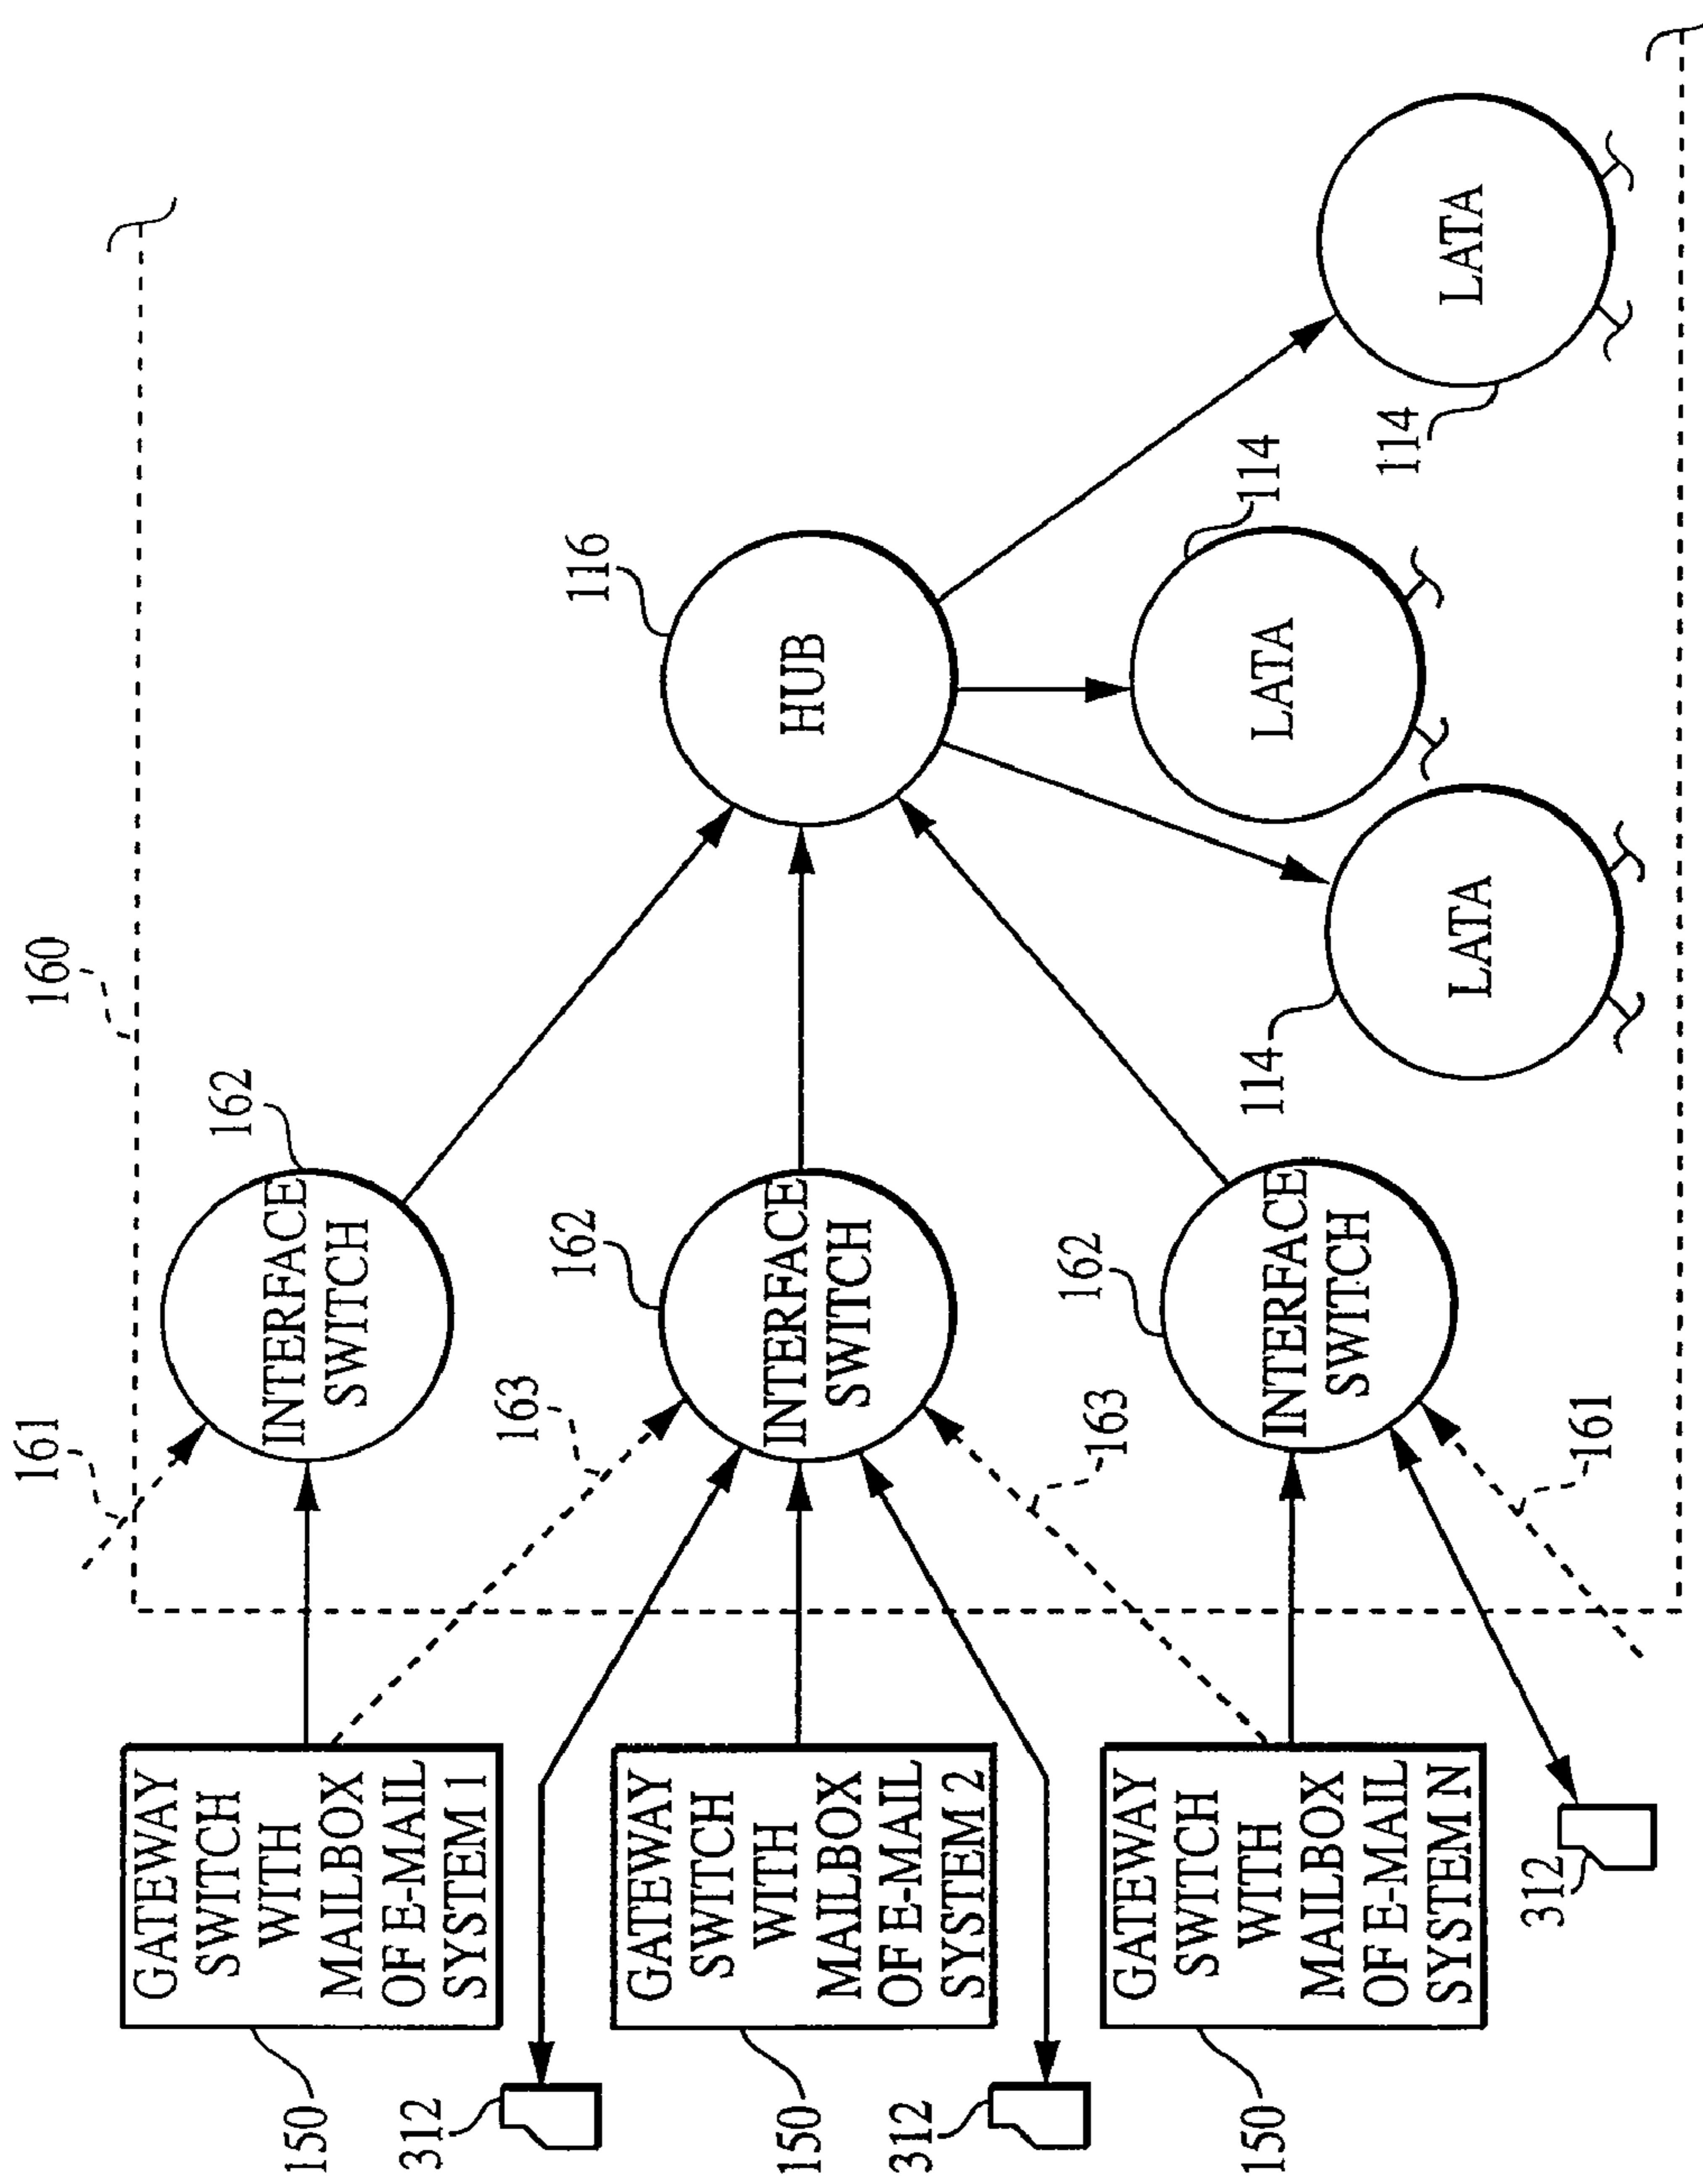 160
161
GATEWAY
SWITCH
WITH
MAILBOX
OF E-MAIL
SYSTEM 1
150
162
INTERFACE
SWITCH
312
163
162
116
GATEWAY
SWITCH
WITH
MAILBOX
OF E-MAIL
SYSTEM 2
150
INTERFACE
SWITCH
HUB
312
163
162
GATEWAY
SWITCH
WITH
MAILBOX
OF E-MAIL
SYSTEM N
150
INTERFACE
SWITCH
114
114
LATA
114
LATA
LATA
312
161